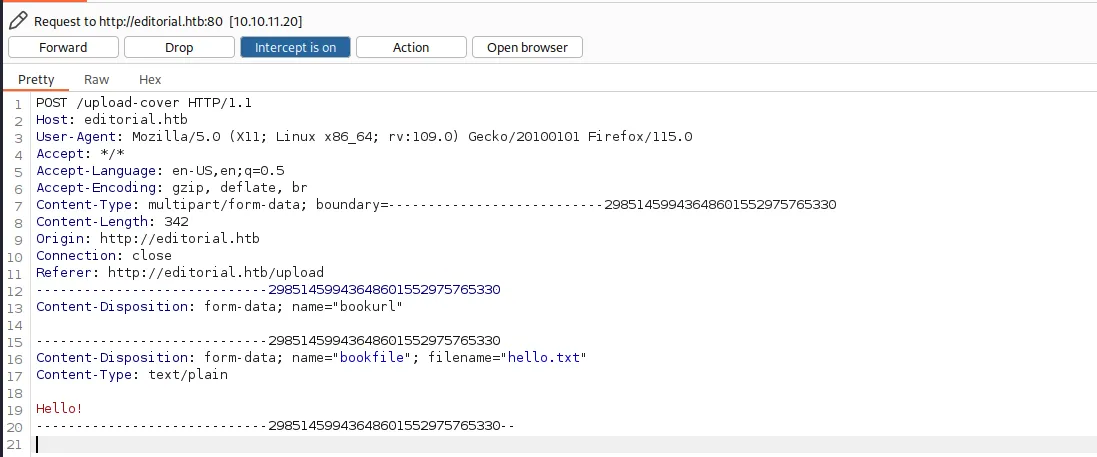 Request to http://editorial.htb:80 [10.10.11.20]
Forward Drop Intercept is on Action Open browser
Pretty Raw Hex
1 POST /upload-cover HTTP/1.1
2 Host: editorial.htb
3 User-Agent: Mozilla/5.0 (X11; Linux x86_64; rv:109.0) Gecko/20100101 Firefox/115.0
4 Accept: */*
5 Accept-Language: en-US,en;q=0.5
6 Accept-Encoding: gzip, deflate, br
7 Content-Type: multipart/form-data; boundary=---------------------------29851459943648601552975765330
8 Content-Length: 342
9 Origin: http://editorial.htb
10 Connection: close
11 Referer: http://editorial.htb/upload
12 -----------------------------29851459943648601552975765330
13 Content-Disposition: form-data; name="bookurl"
14
15 -----------------------------29851459943648601552975765330
16 Content-Disposition: form-data; name="bookfile"; filename="hello.txt"
17 Content-Type: text/plain
18
19 Hello!
20 -----------------------------29851459943648601552975765330--
21